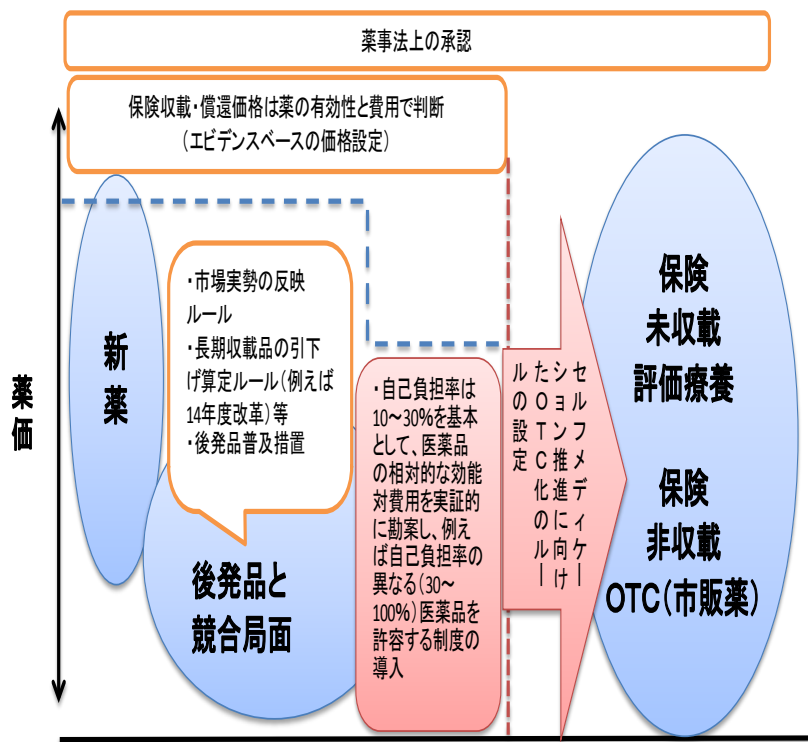 薬事法上の承認
保険収載・償還価格は薬の有効性と費用で判断
（エビデンスベースの価格設定）
薬価
新薬
・市場実勢の反映
ルール
・長期収載品の引下
げ算定ルール（例えば
14年度改革）等
・後発品普及措置
後発品と
競合局面
・自己負担率は
10～30%を基本
として、医薬品
の相対的な効能
対費用を実証的
に勘案し、例え
ば自己負担率の
異なる（30～
100%）医薬品を
許容する制度の
導入
セルフメディケー
ション推進に向け
たOTC化のルー
ルの設定
保険
未収載
評価療養
保険
非収載
OTC（市販薬）